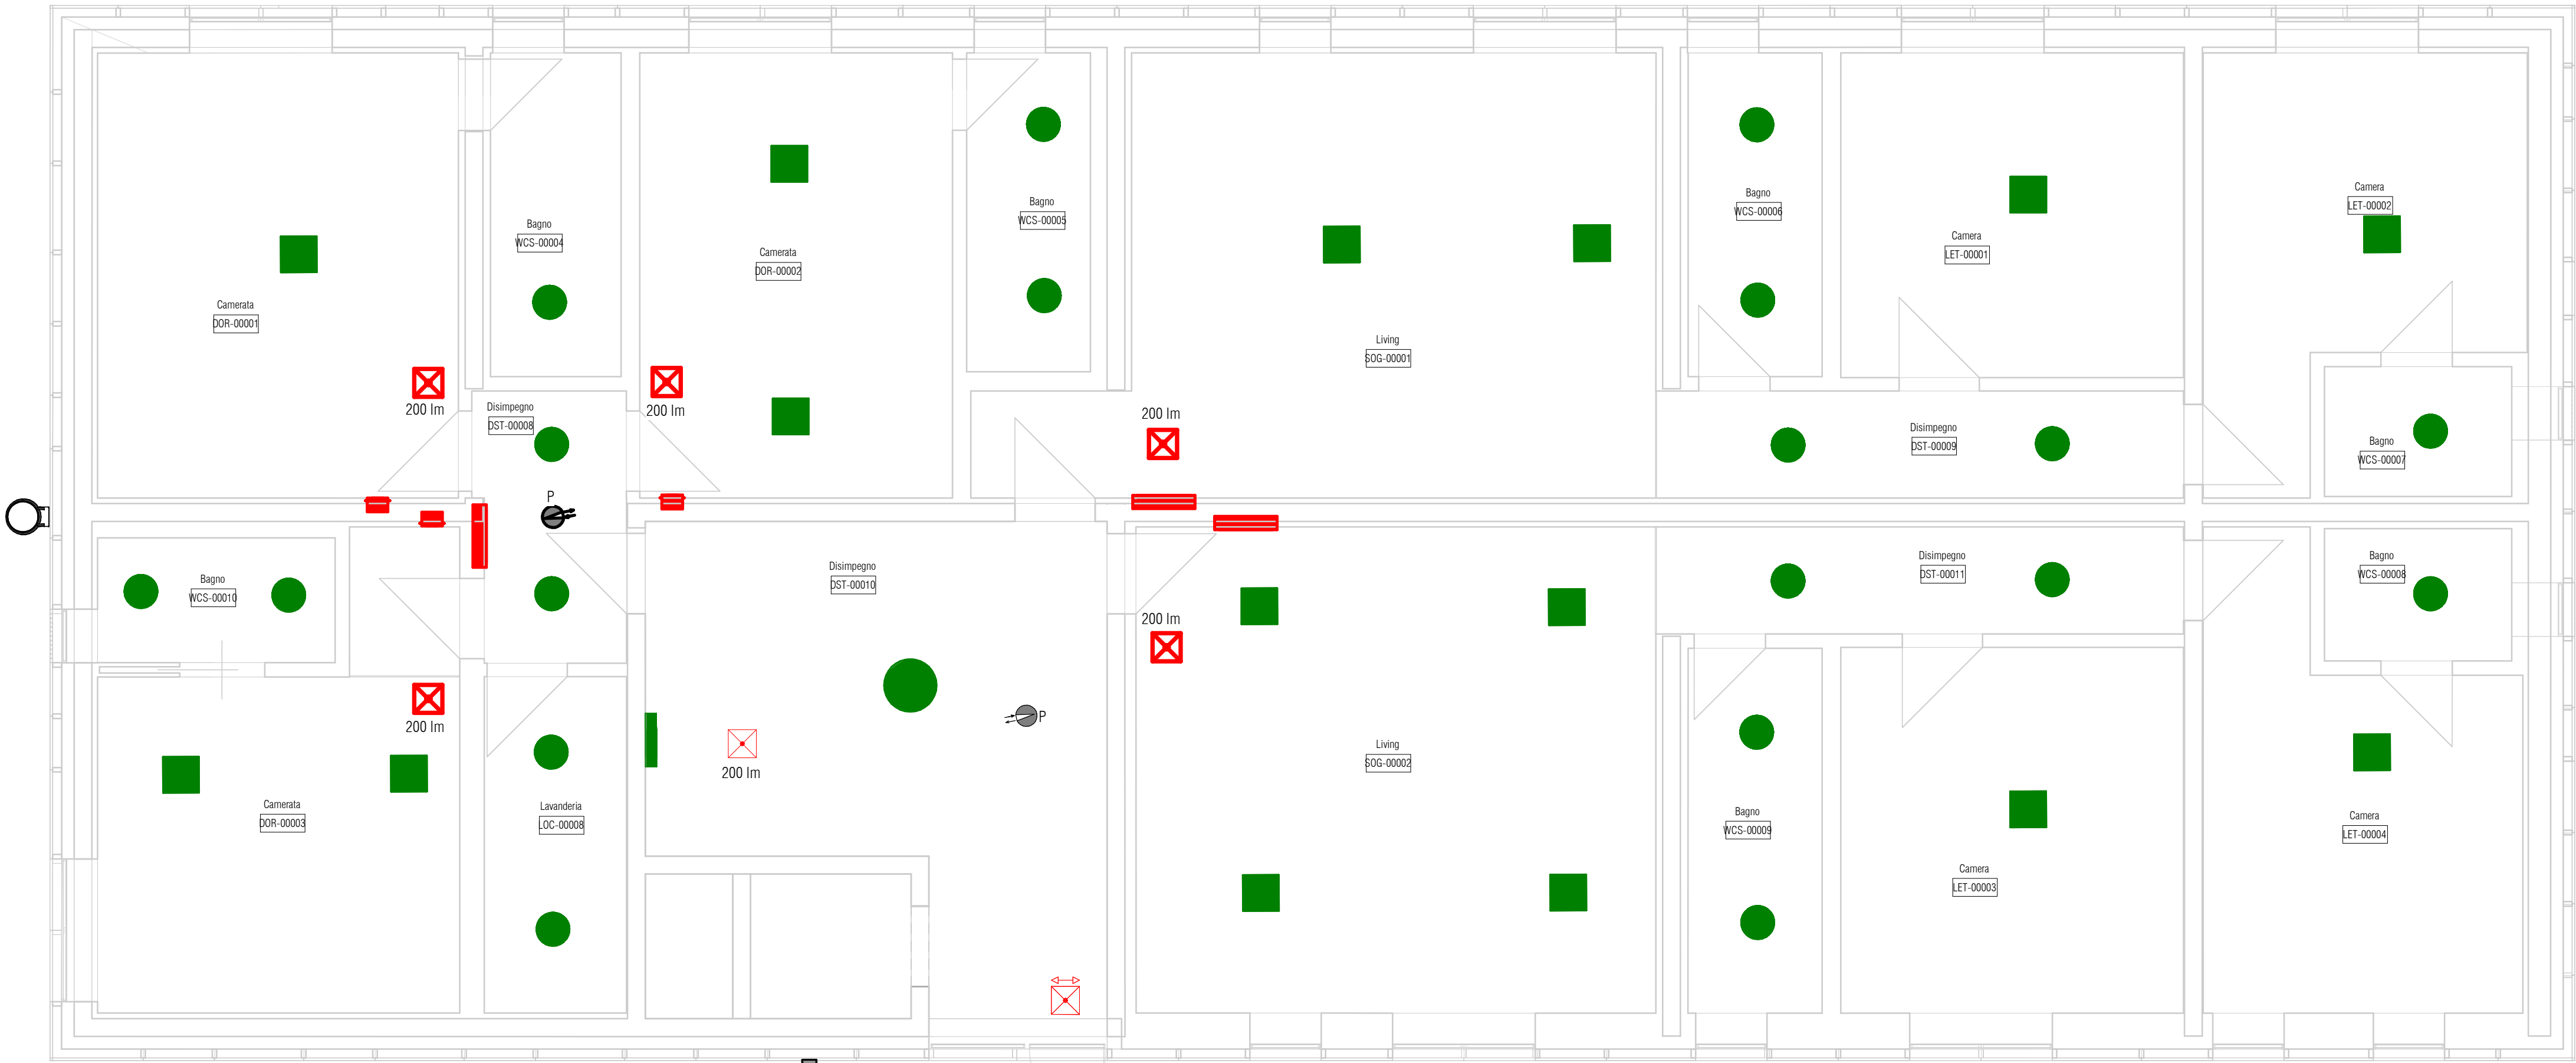 Camerata
DOR-00001
200 lm
Bagno
WCS-00004
Disimpegno
DST-00008
P
Camerata
DOR-00002
200 lm
Bagno
WCS-00005
Living
SOG-00001
200 lm
Bagno
WCS-00006
Camera
LET-00001
Disimpegno
DST-00009
Camera
LET-00002
Bagno
WCS-00007
Bagno
WCS-00010
200 lm
Camerata
DOR-00003
Lavanderia
LOC-00008
Disimpegno
DST-00010
200 lm
P
200 lm
Living
SOG-00002
Disimpegno
DST-00011
Bagno
WCS-00009
Camera
LET-00003
Bagno
WCS-00008
Camera
LET-00004